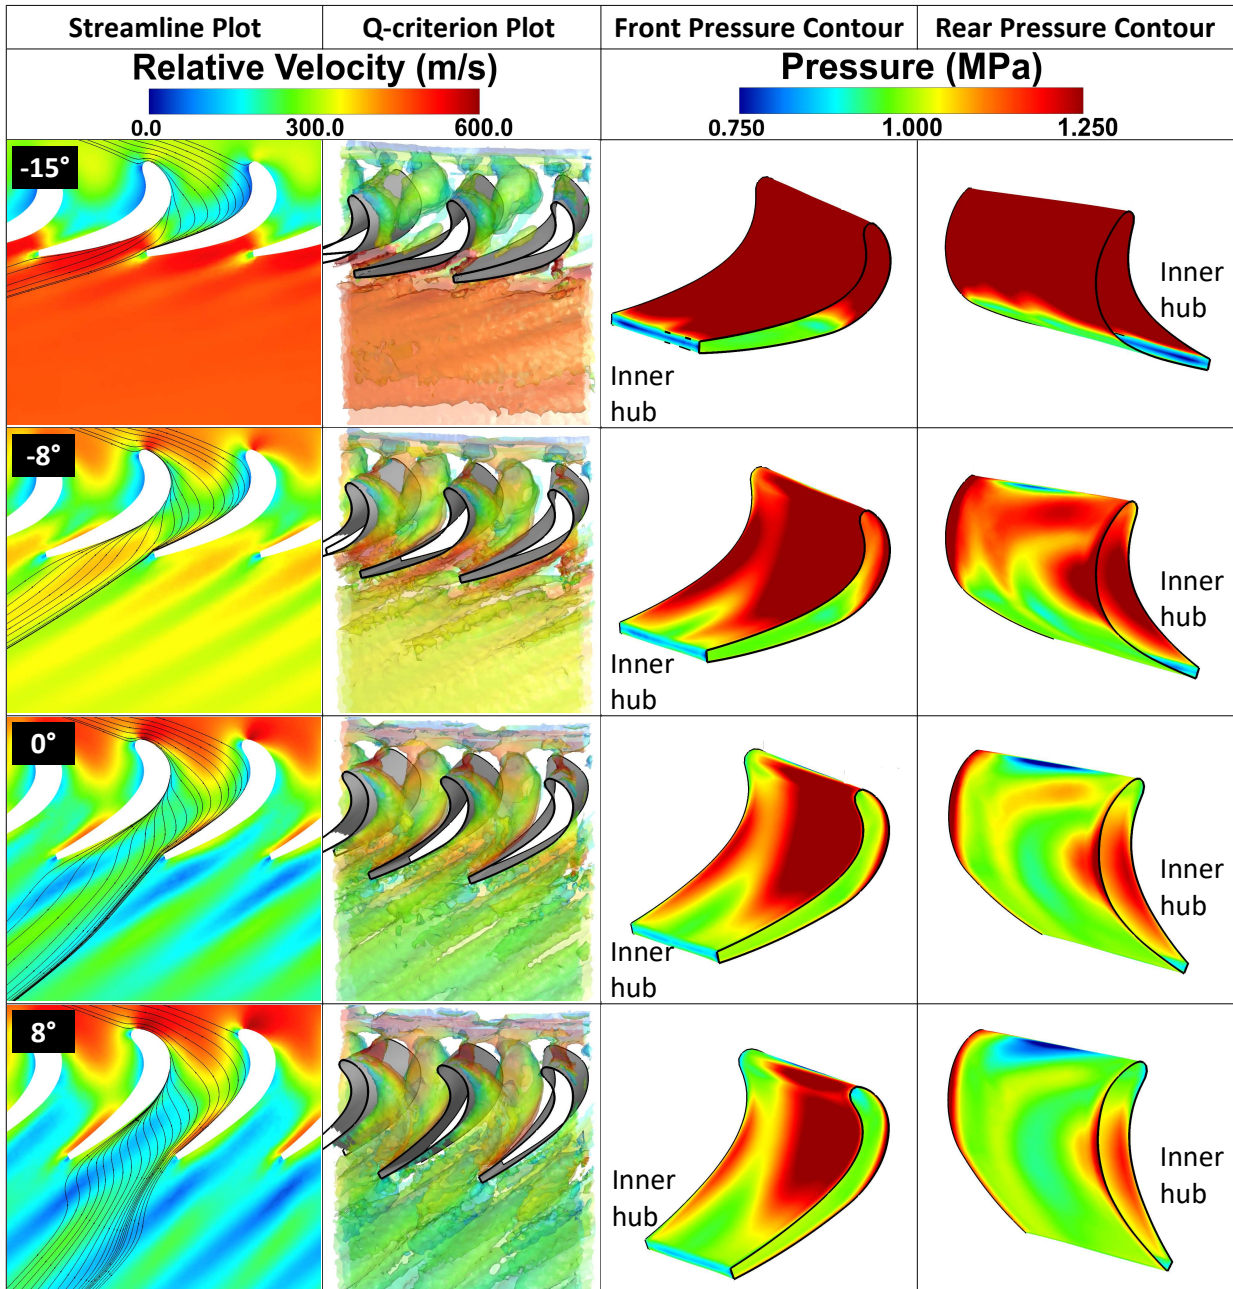 Streamline Plot Q-criterion Plot Front Pressure Contour Rear Pressure Contour
Relative Velocity (m/s) Pressure (MPa)
0.0 300.0 600.0 0.750 1.000 1.250
-15°
Inner
hub
Inner
hub
-8°
Inner
hub
Inner
hub
0°
Inner
hub
Inner
hub
8°
Inner
hub
Inner
hub